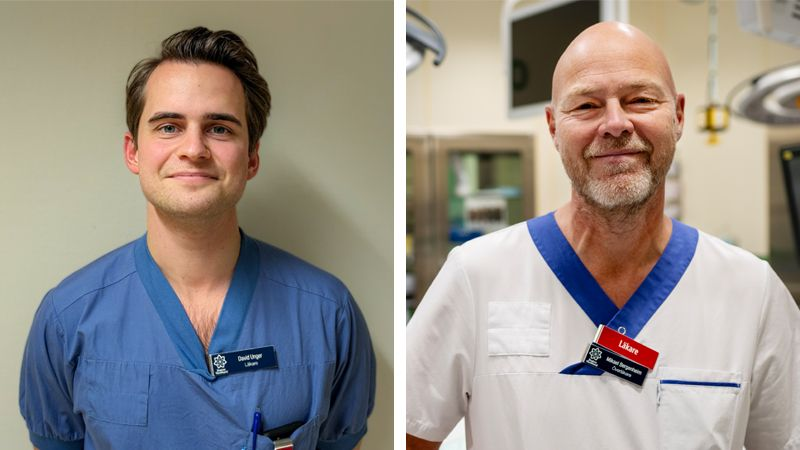 David Unger
Läkare
Läkare
Mikael Bergenheim
Överläkare